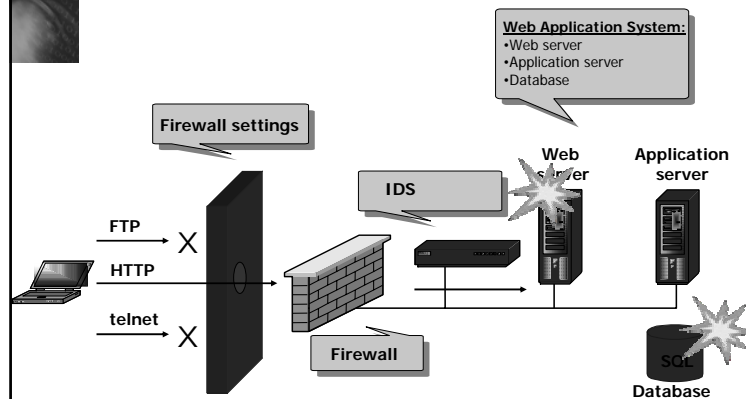 Web Application System:
•Web server
•Application server
•Database
Firewall settings
Web
server
Application
server
IDS
FTP
X
HTTP
telnet
X
Firewall
SQL
Database